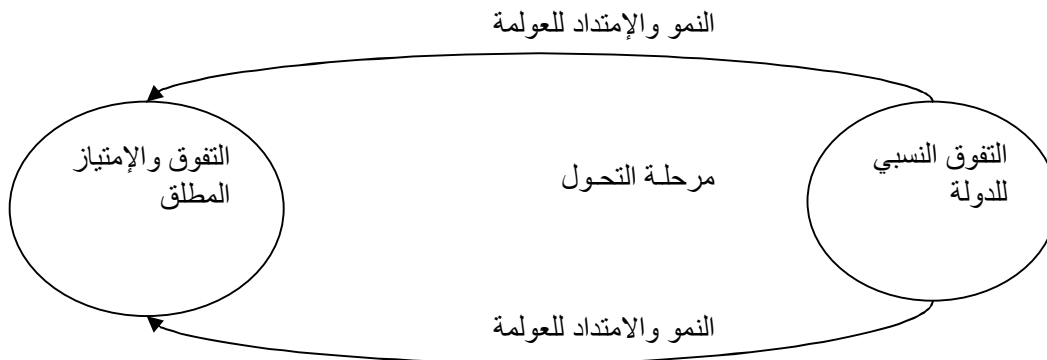 النمو والإمتداد للعولمة
التفوق النسبي
للدولة
مرحلـة التحـول
التفوق والإمتياز
المطلق
النمو والامتداد للعولمة